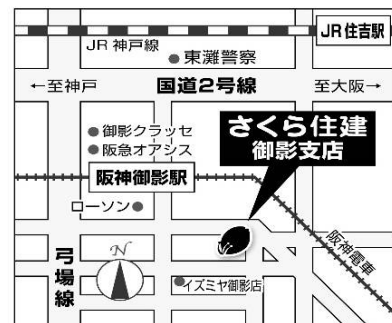 JR住吉駅
JR神戸線
東灘警察
←至神戸
国道2号線
至大阪→
御影クラッセ
阪急オアシス
さくら住建
御影支店
阪神御影駅
ローソン
阪神電車
弓場線
N
イズミヤ御影店